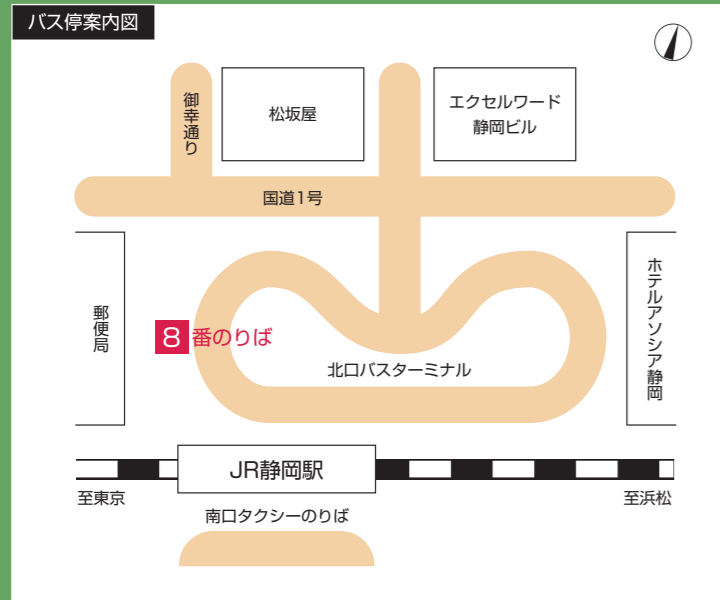 バス停案内図
御幸通り
松坂屋
エクセルワード
静岡ビル
国道1号
郵便局
8番のりば
ホテルアソシア静岡
北口バスターミナル
JR静岡駅
至東京
至浜松
南口タクシーのりば